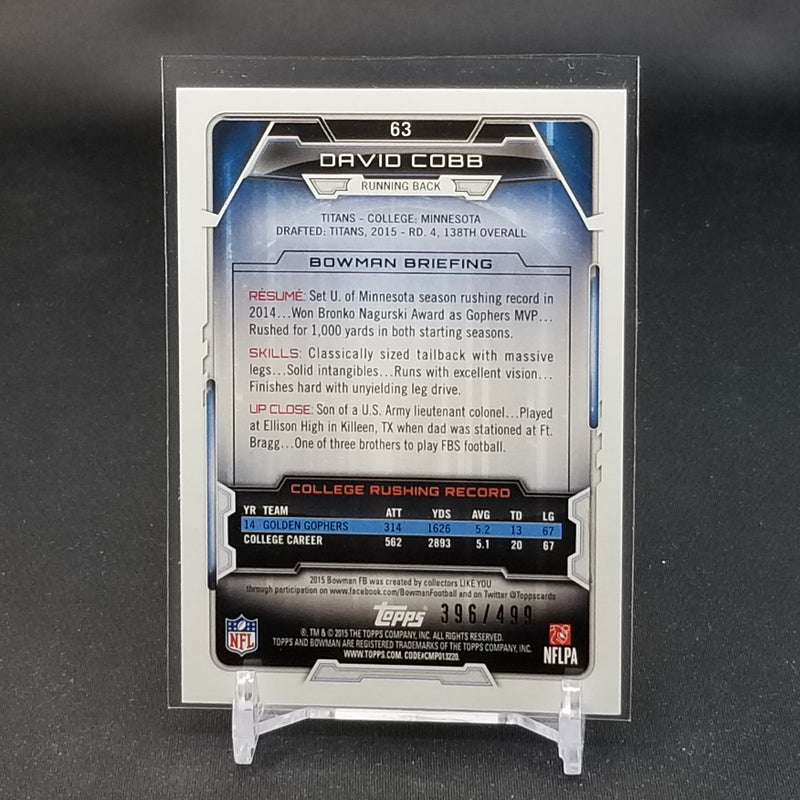 63
DAVID COBB
RUNNING BACK
TITANS - COLLEGE: MINNESOTA
DRAFTED: TITANS, 2015 - RD. 4, 138TH OVERALL
BOWMAN BRIEFING
RÉSUMÉ: Set U. of Minnesota season rushing record in
2014...Won Bronko Nagurski Award as Gophers MVP...
Rushed for 1,000 yards in both starting seasons.
SKILLS: Classically sized tailback with massive
legs...Solid intangibles...Runs with excellent vision...
Finishes hard with unyielding leg drive.
UP CLOSE: Son of a U.S. Army lieutenant colonel...Played
at Ellison High in Killeen, TX when dad was stationed at Ft.
Bragg...One of three brothers to play FBS football.
COLLEGE RUSHING RECORD
YR TEAM ATT YDS AVG TD LG
14 GOLDEN GOPHERS 314 1626 5.2 13 67
COLLEGE CAREER 562 2893 5.1 20 67
2015 Bowman FB was created by collectors LIKE YOU
through participation on www.facebook.com/BowmanFootball and on Twitter @Toppscards
Topps 396/499
®, TM & © 2015 THE TOPPS COMPANY, INC. ALL RIGHTS RESERVED.
TOPPS AND BOWMAN ARE REGISTERED TRADEMARKS OF THE TOPPS COMPANY, INC.
WWW.TOPPS.COM. CODE#CMP013220.
NFL
NFLPA